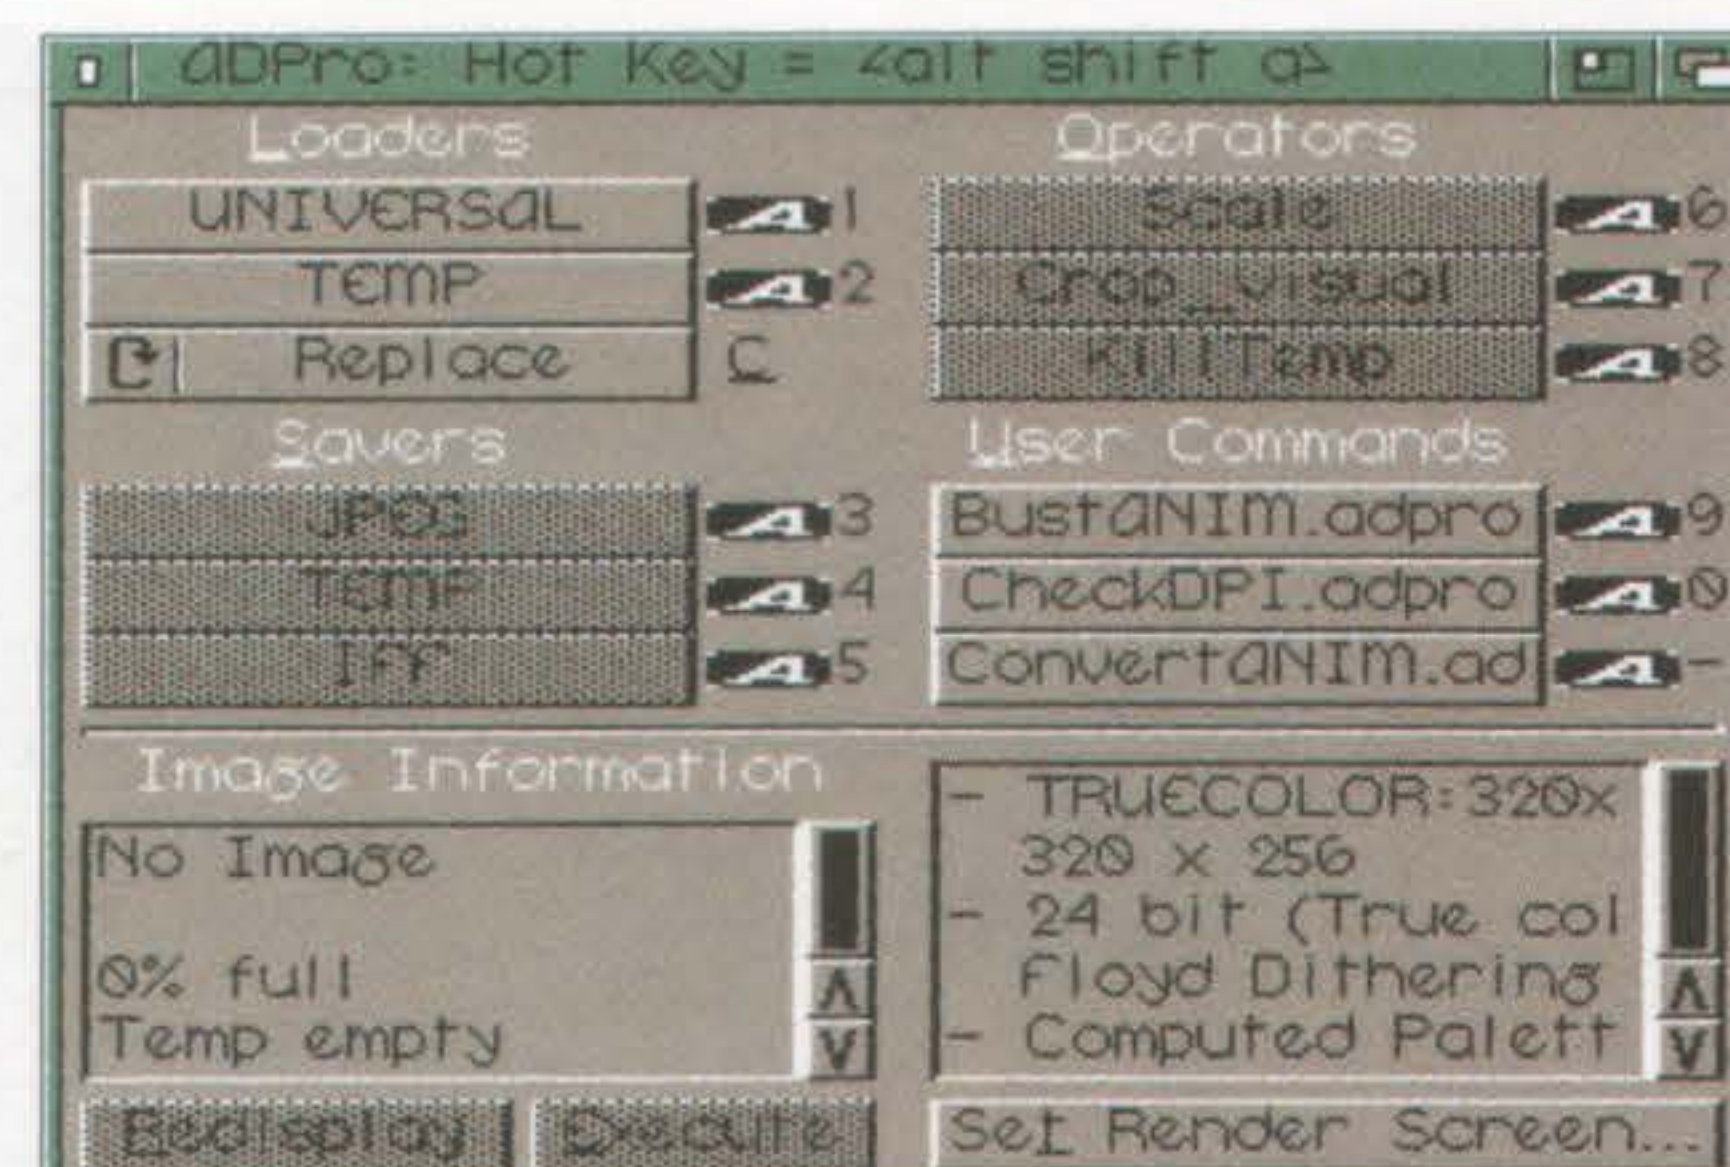 ADPro: Hot Key = <alt shift a>
Loaders
UNIVERSAL A 1
TEMP A 2
Replace C
Savers
JPEG A 3
TEMP A 4
IFF A 5
Operators
Scale A 6
Crop_Visual A 7
KillTemp A 8
User Commands
BustANIM.adpro A 9
CheckDPI.adpro A 0
ConvertANIM.ad A -
Image Information
No Image
0% full
Temp empty
- TRUECOLOR:320x
320 x 256
- 24 bit (True col
Floyd Dithering
- Computed Palett
Redisplay
Execute
Set Render Screen...